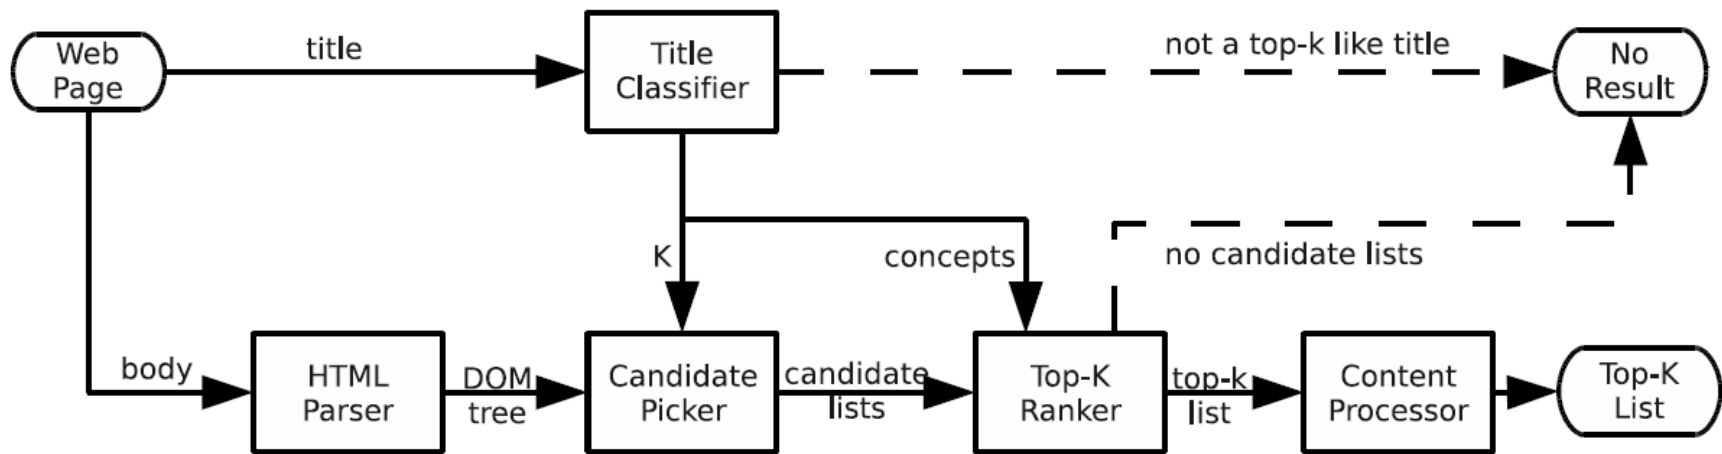 Web
Page
title
Title
Classifier
not a top-k like title
No
Result
K
concepts
no candidate lists
body
HTML
Parser
DOM
tree
Candidate
Picker
candidate
lists
Top-K
Ranker
top-k
list
Content
Processor
Top-K
List